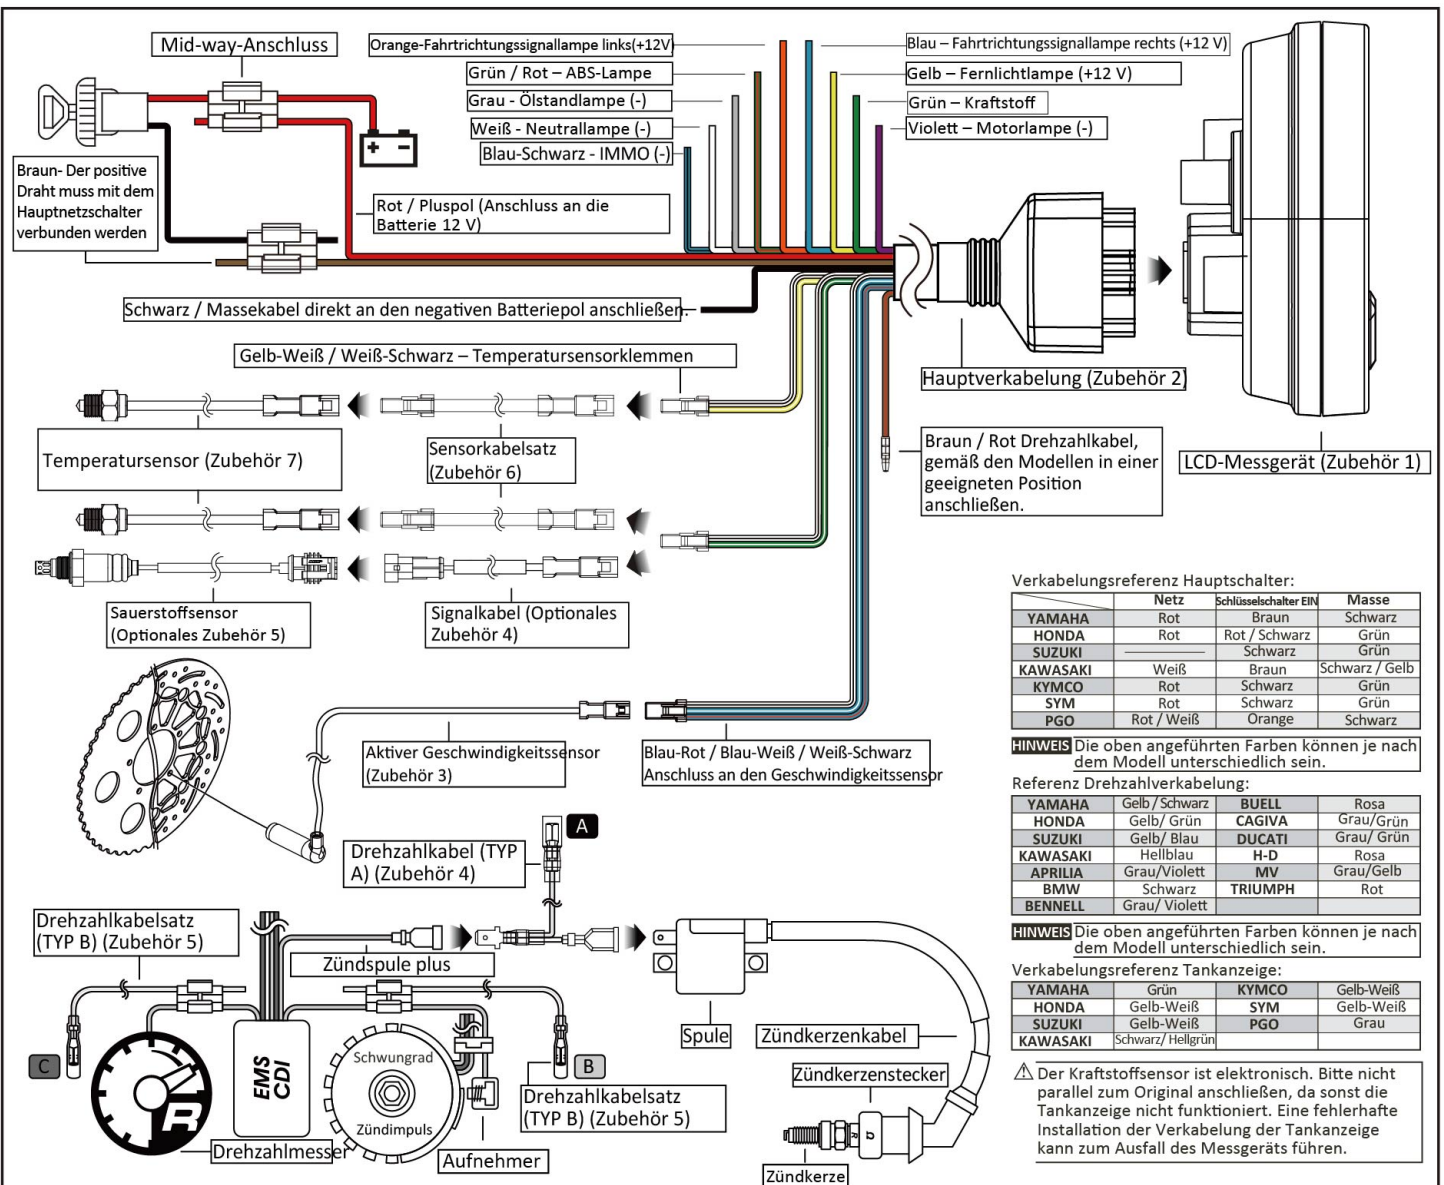 Mid-way-Anschluss
Orange-Fahrtrichtungssignallampe links(+12V)
Blau – Fahrtrichtungssignallampe rechts (+12 V)
Grün / Rot – ABS-Lampe
Gelb – Fernlichtlampe (+12 V)
Grau - Ölstandlampe (-)
Grün – Kraftstoff
Weiß - Neutrallampe (-)
Violett – Motorlampe (-)
Blau-Schwarz - IMMO (-)
+ -
Braun- Der positive
Draht muss mit dem
Hauptnetzschalter
verbunden werden
Rot / Pluspol (Anschluss an die
Batterie 12 V)
Schwarz / Massekabel direkt an den negativen Batteriepol anschließen.
Gelb-Weiß / Weiß-Schwarz – Temperatursensorklemmen
Hauptverkabelung (Zubehör 2)
LCD-Messgerät (Zubehör 1)
Braun / Rot Drehzahlkabel,
gemäß den Modellen in einer
geeigneten Position
anschließen.
Temperatursensor (Zubehör 7)
Sensorkabelsatz
(Zubehör 6)
Sauerstoffsensor
(Optionales Zubehör 5)
Signalkabel (Optionales
Zubehör 4)
Aktiver Geschwindigkeitssensor
(Zubehör 3)
Blau-Rot / Blau-Weiß / Weiß-Schwarz
Anschluss an den Geschwindigkeitssensor
Verkabelungsreferenz Hauptschalter:
Netz Schlüsselschalter EIN Masse
YAMAHA Rot Braun Schwarz
HONDA Rot Rot / Schwarz Grün
SUZUKI ——— Schwarz Grün
KAWASAKI Weiß Braun Schwarz / Gelb
KYMCO Rot Schwarz Grün
SYM Rot Schwarz Grün
PGO Rot / Weiß Orange Schwarz
HINWEIS Die oben angeführten Farben können je nach
dem Modell unterschiedlich sein.
Referenz Drehzahlverkabelung:
YAMAHA Gelb / Schwarz BUELL Rosa
HONDA Gelb/ Grün CAGIVA Grau/Grün
SUZUKI Gelb/ Blau DUCATI Grau/ Grün
KAWASAKI Hellblau H-D Rosa
APRILIA Grau/Violett MV Grau/Gelb
BMW Schwarz TRIUMPH Rot
BENNELL Grau/ Violett
HINWEIS Die oben angeführten Farben können je nach
dem Modell unterschiedlich sein.
Verkabelungsreferenz Tankanzeige:
YAMAHA Grün KYMCO Gelb-Weiß
HONDA Gelb-Weiß SYM Gelb-Weiß
SUZUKI Gelb-Weiß PGO Grau
KAWASAKI Schwarz/ Hellgrün
Der Kraftstoffsensor ist elektronisch. Bitte nicht
parallel zum Original anschließen, da sonst die
Tankanzeige nicht funktioniert. Eine fehlerhafte
Installation der Verkabelung der Tankanzeige
kann zum Ausfall des Messgeräts führen.
A
Drehzahlkabel (TYP
A) (Zubehör 4)
Drehzahlkabelsatz
(TYP B) (Zubehör 5)
Zündspule plus
Spule
Zündkerzenkabel
Zündkerzenstecker
Zündkerze
Ω
R
C
R
Drehzahlmesser
EMS
CDI
Schwungrad
Zündimpuls
Aufnehmer
B
Drehzahlkabelsatz
(TYP B) (Zubehör 5)